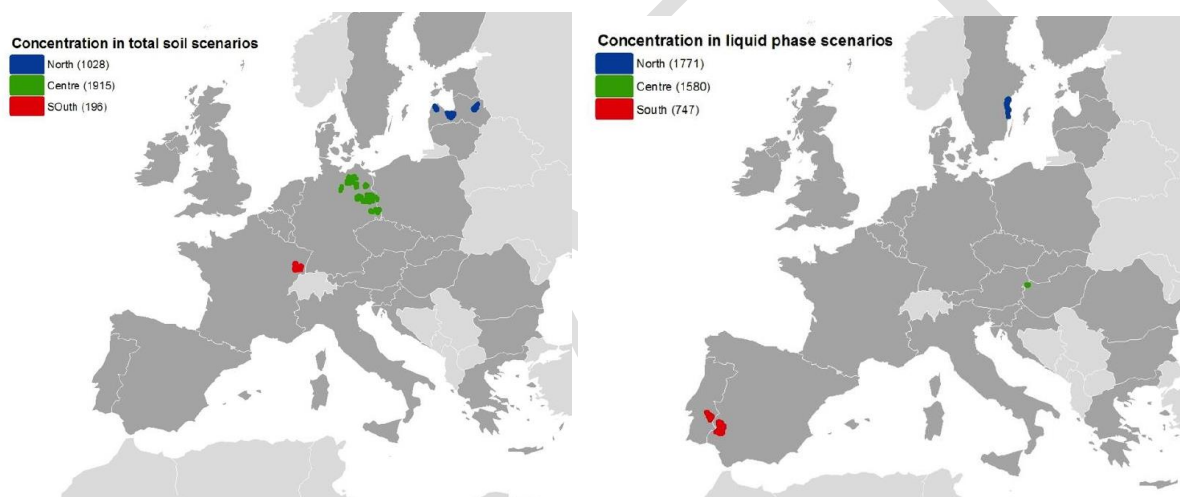 Concentration in total soil scenarios
North (1028)
Centre (1915)
SOuth (196)
Concentration in liquid phase scenarios
North (1771)
Centre (1580)
South (747)